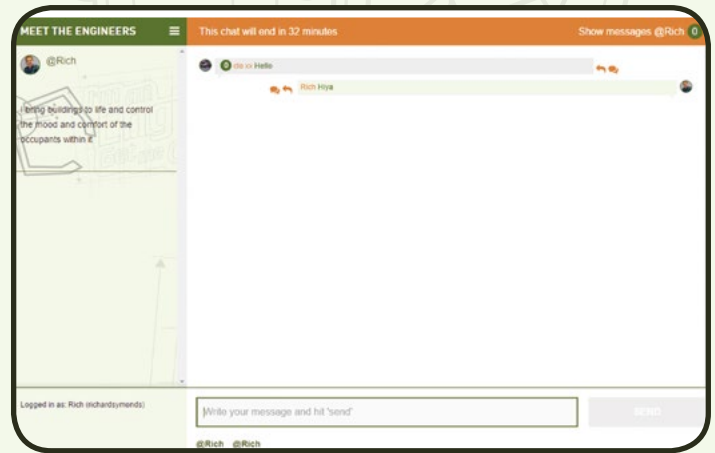 MEET THE ENGINEERS
This chat will end in 32 minutes
Show messages @Rich 0
@Rich
I bring buildings to life and control
the mood and comfort of the
occupants within it
Hello
Rich Hiya
Logged in as: Rich (richardsymonds)
Write your message and hit 'send'
SEND
@Rich @Rich